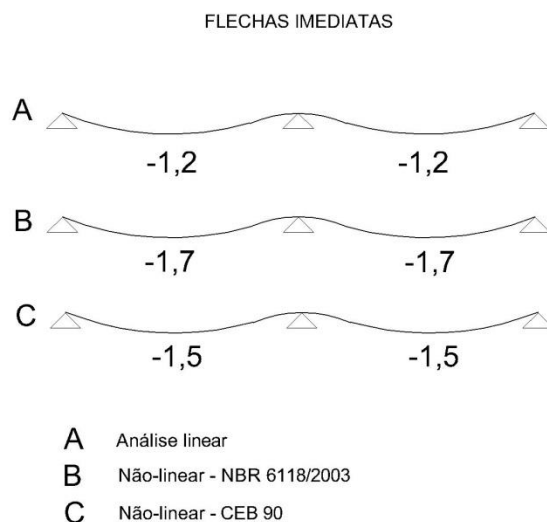 FLECHAS IMEDIATAS
A
-1,2 -1,2
B
-1,7 -1,7
C
-1,5 -1,5
A Análise linear
B Não-linear - NBR 6118/2003
C Não-linear - CEB 90